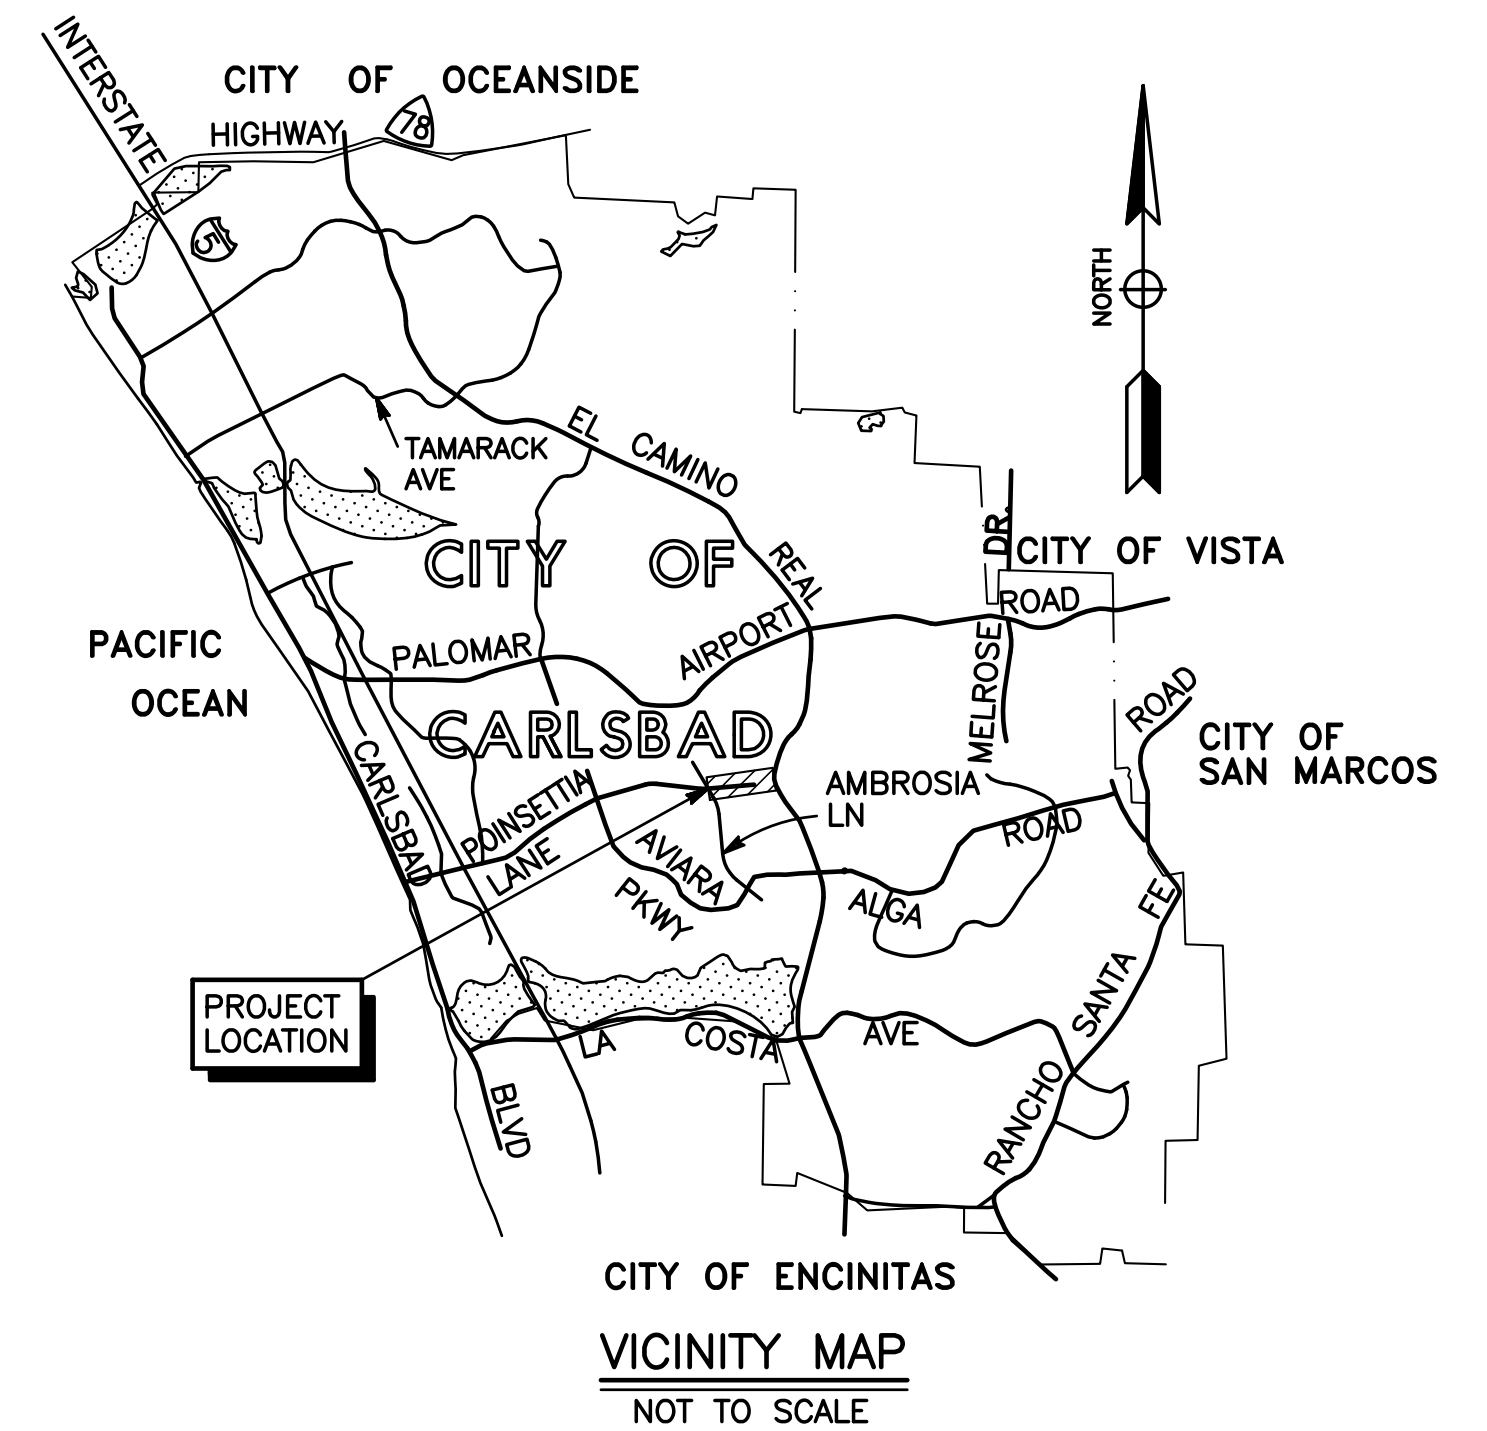 INTERSTATE
5
CITY OF OCEANSIDE
HIGHWAY 78
NORTH
TAMARACK
AVE
EL CAMINO REAL
CITY OF
CARLSBAD
MELROSE DR.
CITY OF VISTA
PACIFIC
OCEAN
PALOMAR AIRPORT ROAD
CITY OF
SAN MARCOS
CARLSBAD BLVD
POINSETTIA
LANE
AMBROSIA
LN
AVIARA
PKWY
ALGA ROAD
RANCHO SANTA FE ROAD
PROJECT
LOCATION
LA COSTA AVE
CITY OF ENCINITAS
VICINITY MAP
NOT TO SCALE